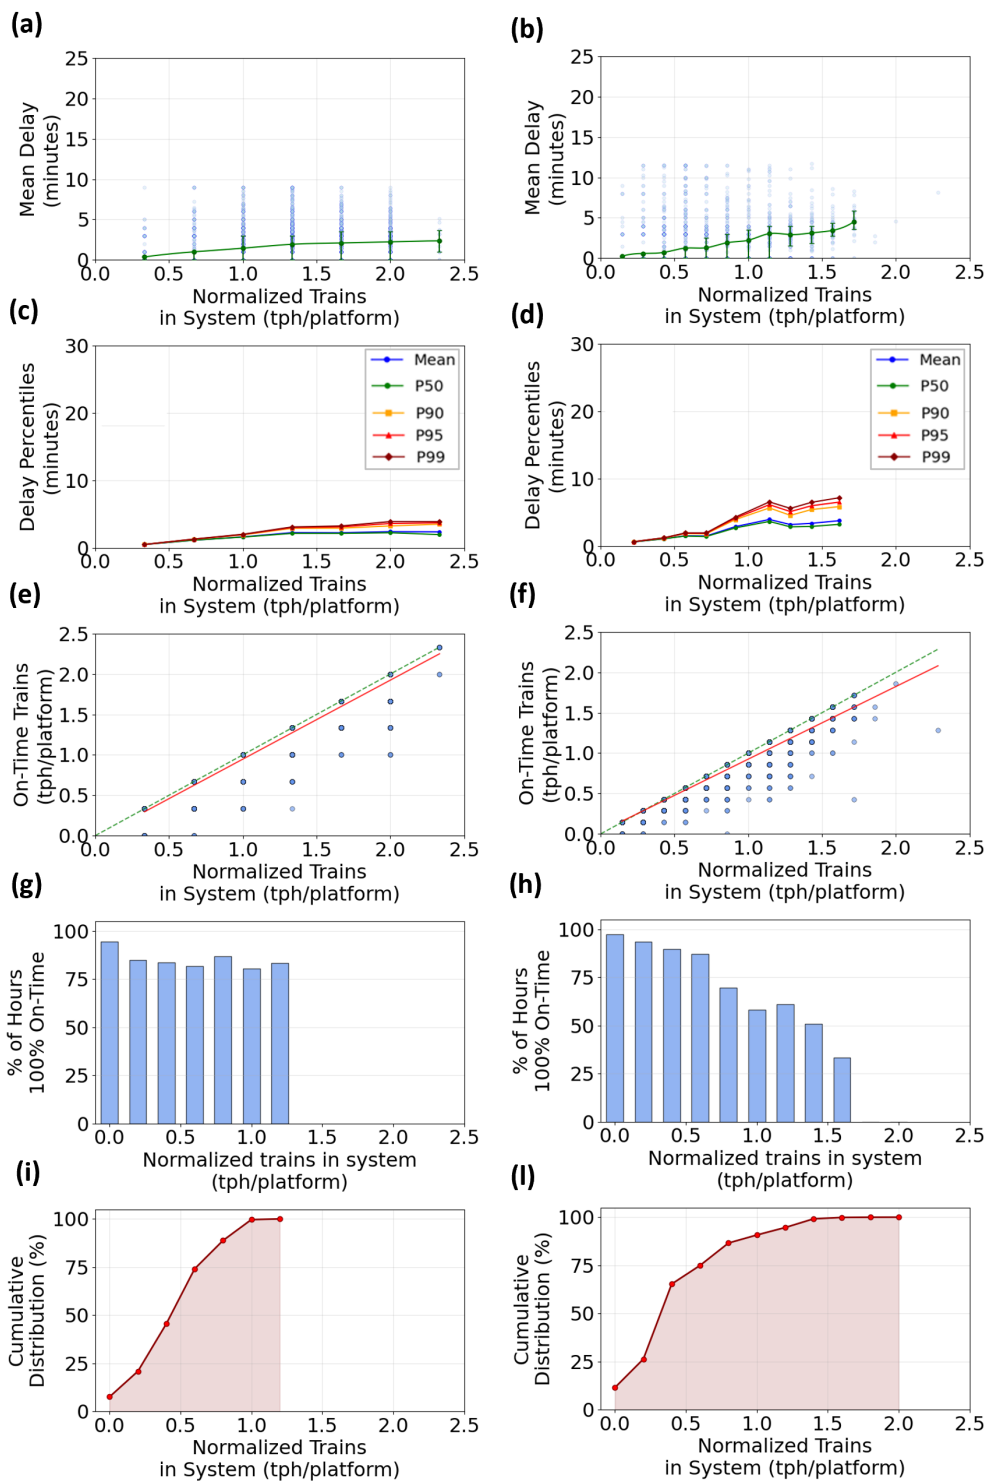 (a)
25
20
15
10
5
0
Mean Delay
(minutes)
0.0 0.5 1.0 1.5 2.0 2.5
Normalized Trains
in System (tph/platform)
(b)
25
20
15
10
5
0
Mean Delay
(minutes)
0.0 0.5 1.0 1.5 2.0 2.5
Normalized Trains
in System (tph/platform)
(c)
30
20
10
0
Delay Percentiles
(minutes)
Mean
P50
P90
P95
P99
0.0 0.5 1.0 1.5 2.0 2.5
Normalized Trains
in System (tph/platform)
(d)
30
20
10
0
Delay Percentiles
(minutes)
Mean
P50
P90
P95
P99
0.0 0.5 1.0 1.5 2.0 2.5
Normalized Trains
in System (tph/platform)
(e)
2.5
2.0
1.5
1.0
0.5
0.0
On-Time Trains
(tph/platform)
0.0 0.5 1.0 1.5 2.0 2.5
Normalized Trains
in System (tph/platform)
(f)
2.5
2.0
1.5
1.0
0.5
0.0
On-Time Trains
(tph/platform)
0.0 0.5 1.0 1.5 2.0 2.5
Normalized Trains
in System (tph/platform)
(g)
100
75
50
25
0
% of Hours
100% On-Time
0.0 0.5 1.0 1.5 2.0 2.5
Normalized trains in system
(tph/platform)
(h)
100
75
50
25
0
% of Hours
100% On-Time
0.0 0.5 1.0 1.5 2.0 2.5
Normalized trains in system
(tph/platform)
(i)
100
75
50
25
0
Cumulative
Distribution (%)
0.0 0.5 1.0 1.5 2.0 2.5
Normalized Trains
in System (tph/platform)
(l)
100
75
50
25
0
Cumulative
Distribution (%)
0.0 0.5 1.0 1.5 2.0 2.5
Normalized Trains
in System (tph/platform)